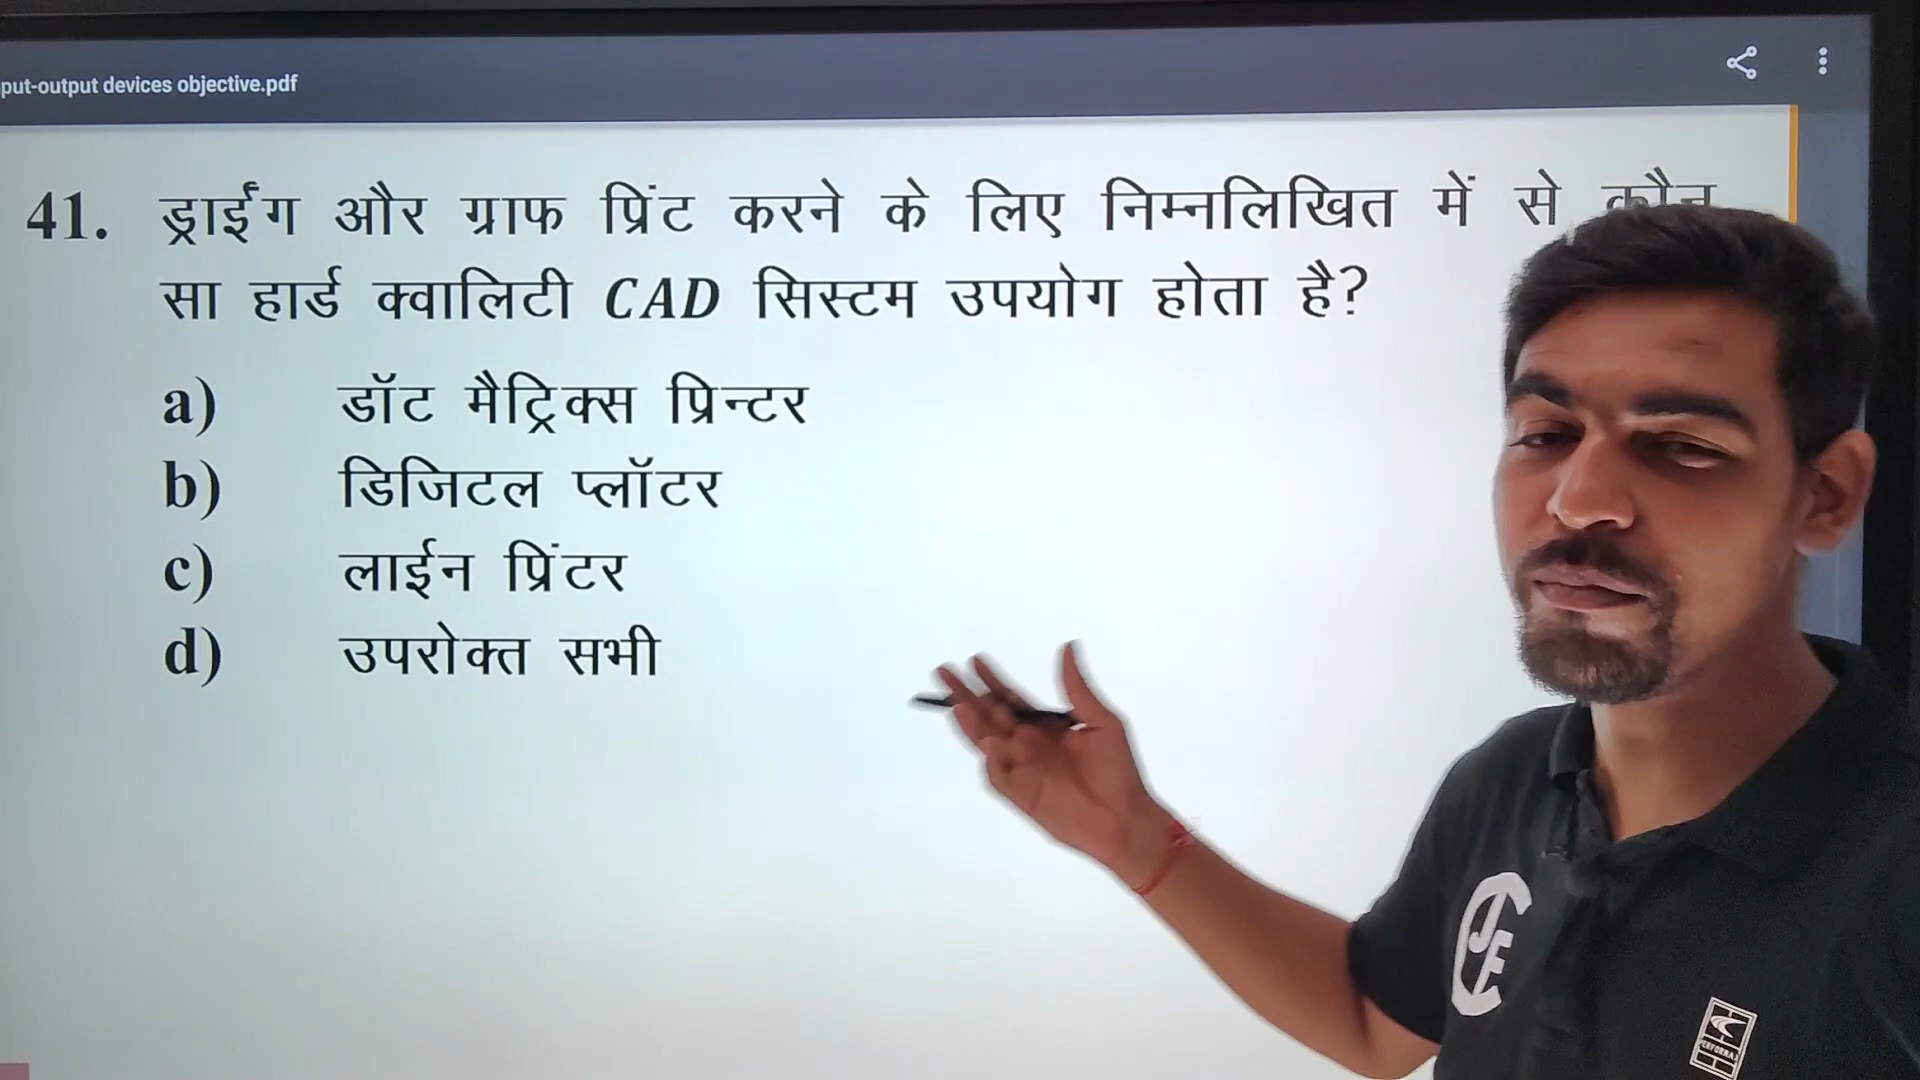 put-output devices objective.pdf
41. ड्राईंग और ग्राफ प्रिंट करने के लिए निम्नलिखित में से कौन
सा हार्ड क्वालिटी CAD सिस्टम उपयोग होता है?
a) डॉट मैट्रिक्स प्रिन्टर
b) डिजिटल प्लॉटर
c) लाईन प्रिंटर
d) उपरोक्त सभी